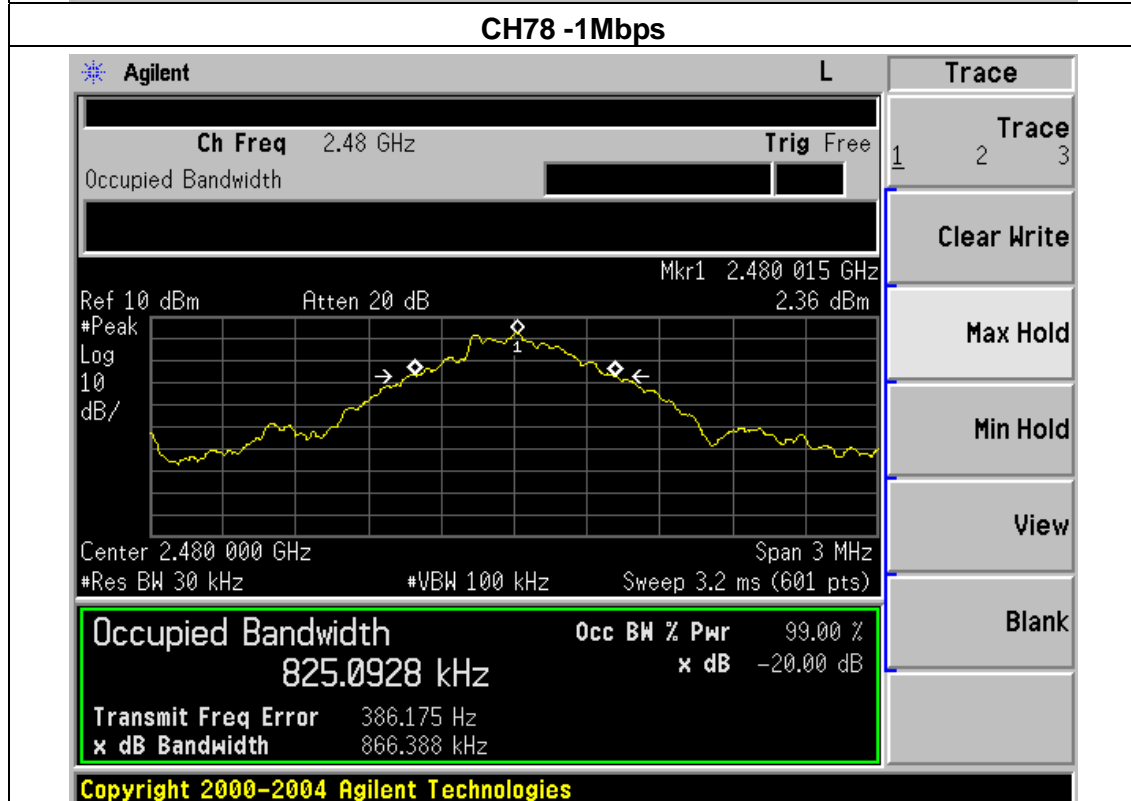 CH78 -1Mbps
Agilent L Trace
Ch Freq 2.48 GHz Trig Free
Occupied Bandwidth
Trace
1 2 3
Clear Write
Max Hold
Min Hold
View
Blank
Mkr1 2.480 015 GHz
Ref 10 dBm Atten 20 dB 2.36 dBm
#Peak
Log
10
dB/
1
Center 2.480 000 GHz Span 3 MHz
#Res BW 30 kHz #VBW 100 kHz Sweep 3.2 ms (601 pts)
Occupied Bandwidth Occ BW % Pwr 99.00 %
825.0928 kHz x dB -20.00 dB
Transmit Freq Error 386.175 Hz
x dB Bandwidth 866.388 kHz
Copyright 2000-2004 Agilent Technologies